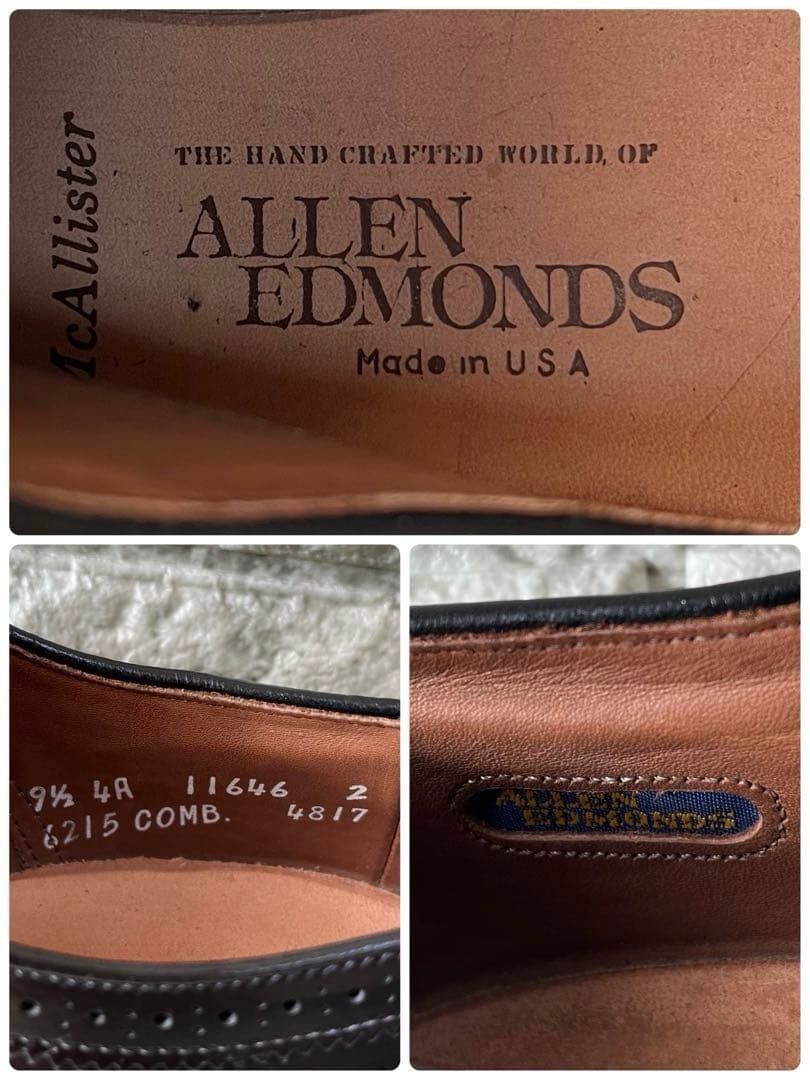 McAllister
THE HAND CRAFTED WORLD, OF
ALLEN
EDMONDS
Made in USA
9½ 4A 11646 2
6215 COMB. 4817
ALLEN
EDMONDS